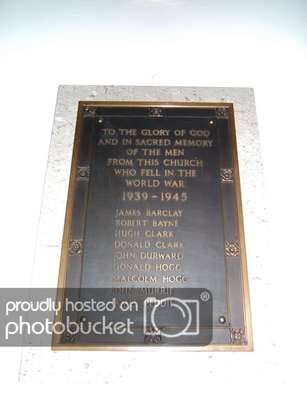 TO THE GLORY OF GOD
AND IN SACRED MEMORY
OF THE MEN
FROM THIS CHURCH
WHO FELL IN THE
WORLD WAR
1939-1945
JAMES BARCLAY
ROBERT BAYNE
HUGH CLARK
DONALD CLARK
JOHN DURWARD
DONALD HOGG
MALCOLM HOGG
JOHN MURRIE
proudly hosted on
photobucket